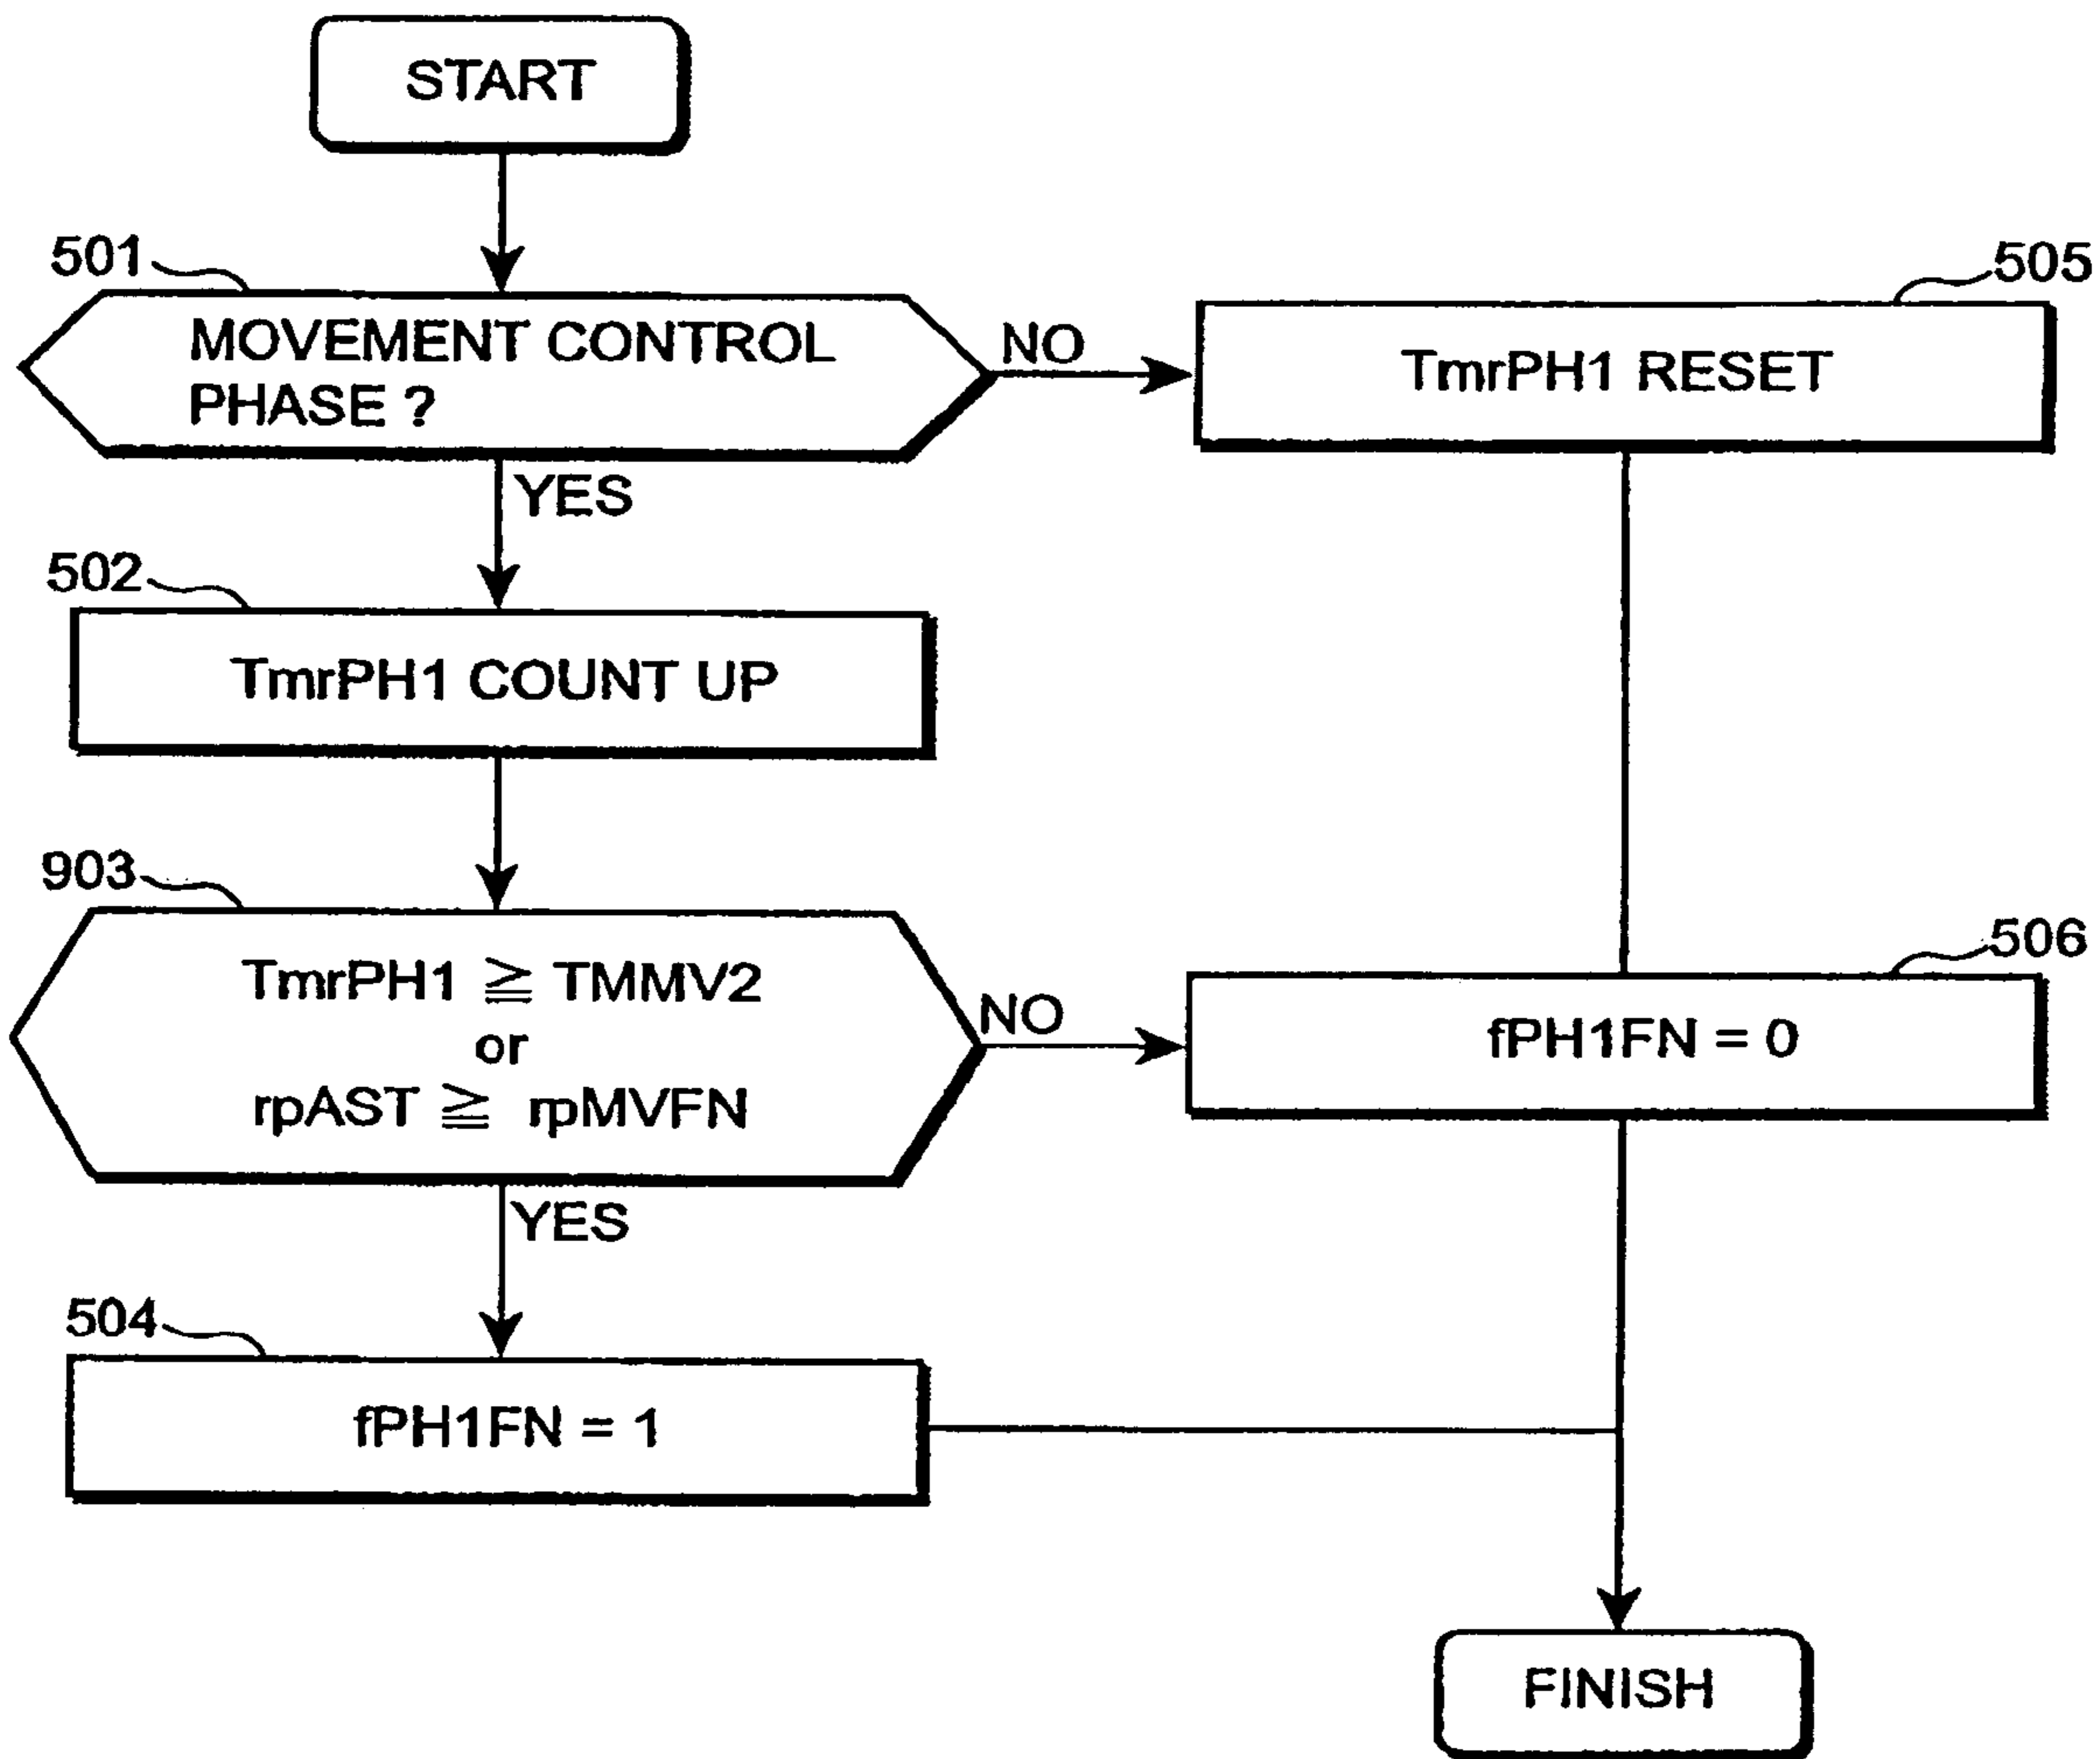 START
501
MOVEMENT CONTROL
PHASE ?
NO
505
TmrPH1 RESET
YES
502
TmrPH1 COUNT UP
903
TmrPH1 ≧ TMMV2
or
rpAST ≧ rpMVFN
NO
506
fPH1FN = 0
YES
504
fPH1FN = 1
FINISH